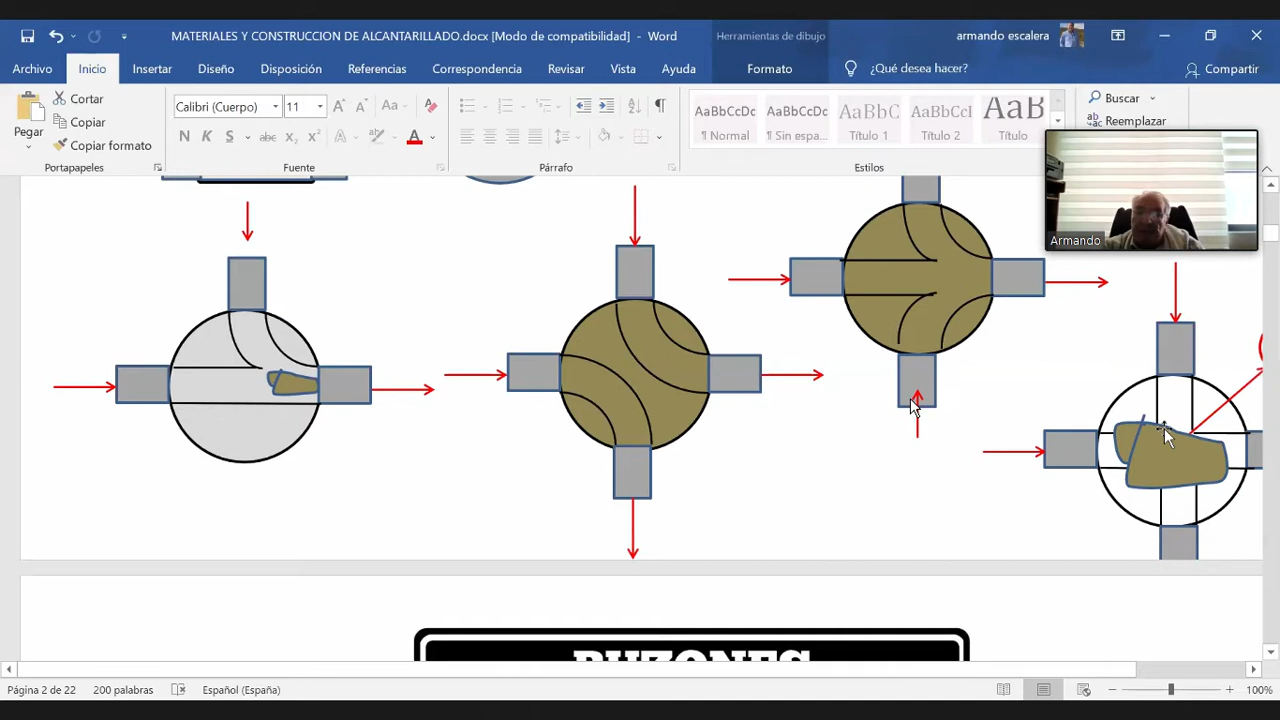 MATERIALES Y CONSTRUCCION DE ALCANTARILLADO.docx [Modo de compatibilidad] - Word
Herramientas de dibujo
armando escalera
Archivo Inicio Insertar Diseño Disposición Referencias Correspondencia Revisar Vista Ayuda Formato ¿Qué desea hacer? Compartir
Pegar
Cortar
Copiar
Copiar formato
Portapapeles
Calibri (Cuerpo) 11
Aa
N K S abc
Fuente
Párrafo
AaBbCcDc AaBbCcDc AaBbC AaBbCcI AaB
¶ Normal ¶ Sin espa... Título 1 Título 2 Título
Estilos
Buscar
Reemplazar
Armando
BUZONES
Página 2 de 22 200 palabras Español (España) 100%